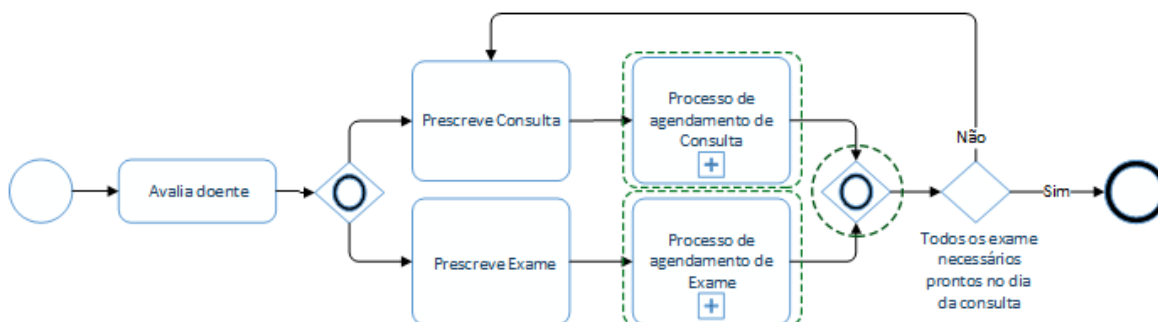 Avalia doente
Prescreve Consulta
Processo de
agendamento de
Consulta
Prescreve Exame
Processo de
agendamento de
Exame
Não
Sim
Todos os exame
necessários
prontos no dia
da consulta